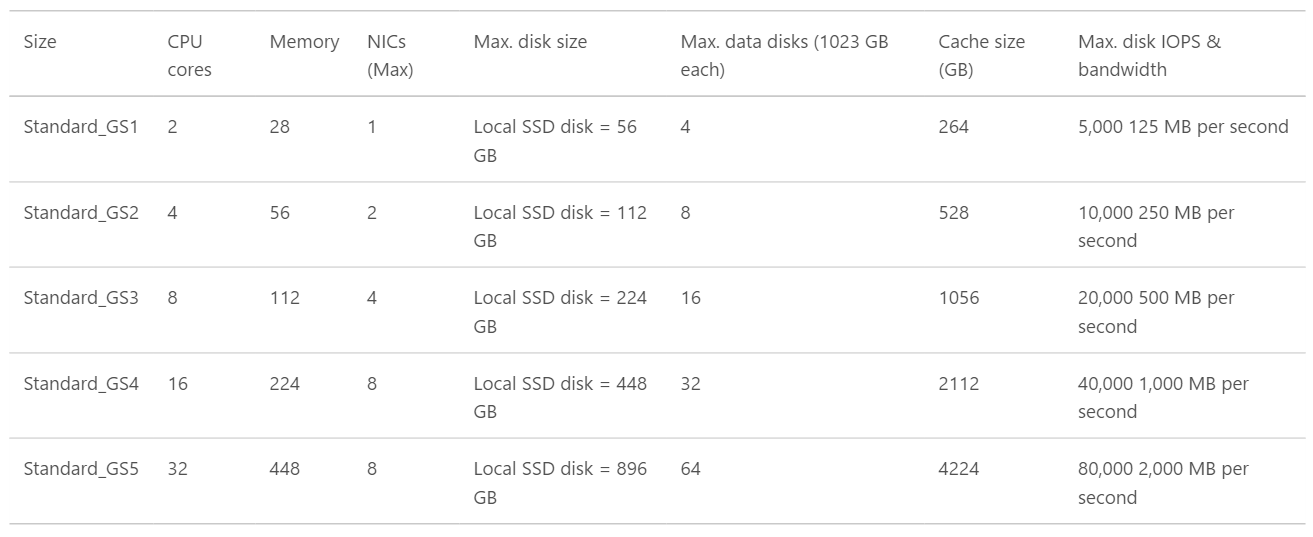 Size CPU cores Memory NICs (Max) Max. disk size Max. data disks (1023 GB each) Cache size (GB) Max. disk IOPS & bandwidth
Standard_GS1 2 28 1 Local SSD disk = 56 GB 4 264 5,000 125 MB per second
Standard_GS2 4 56 2 Local SSD disk = 112 GB 8 528 10,000 250 MB per second
Standard_GS3 8 112 4 Local SSD disk = 224 GB 16 1056 20,000 500 MB per second
Standard_GS4 16 224 8 Local SSD disk = 448 GB 32 2112 40,000 1,000 MB per second
Standard_GS5 32 448 8 Local SSD disk = 896 GB 64 4224 80,000 2,000 MB per second